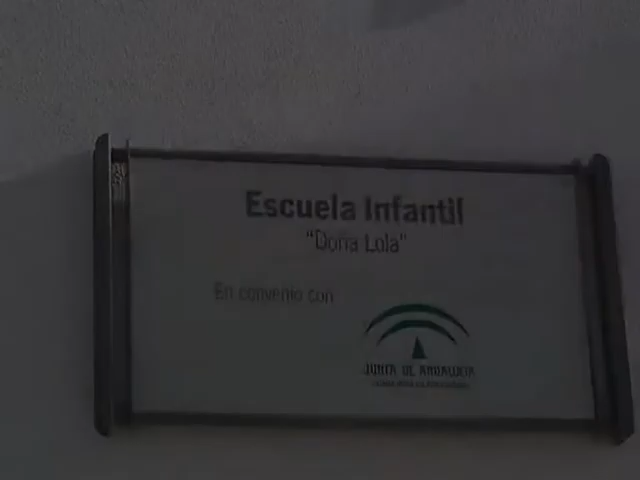 Escuela Infantil
"Doña Lola"
En convenio con
JUNTA DE ANDALUCIA